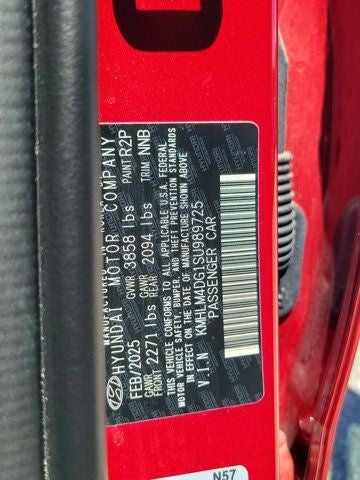 MANUFACTURED BY
HYUNDAI MOTOR COMPANY
FEB/2025 GVWR 3858 lbs PAINT R2P
GAWR FRONT 2271 lbs GAWR REAR 2094 lbs TRIM NNB
THIS VEHICLE CONFORMS TO ALL APPLICABLE U.S.A. FEDERAL
MOTOR VEHICLE SAFETY, BUMPER, AND THEFT PREVENTION
STANDARDS IN EFFECT ON THE DATE OF MANUFACTURE SHOWN ABOVE
V.I.N KMHLM4DG1SU989725
PASSENGER CAR
N57